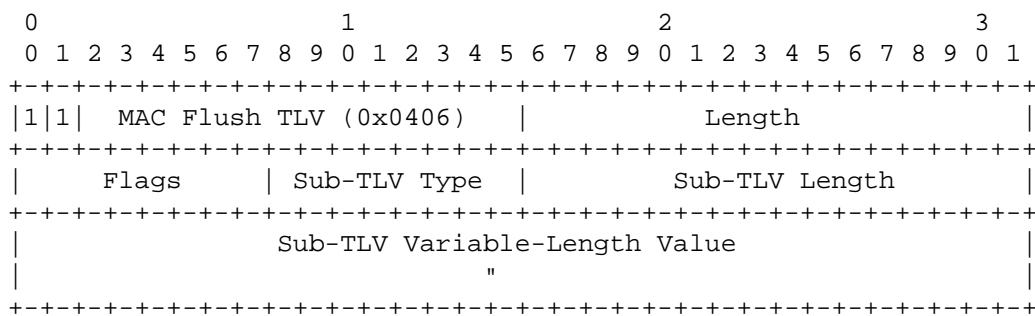 0                   1                   2                   3
 0 1 2 3 4 5 6 7 8 9 0 1 2 3 4 5 6 7 8 9 0 1 2 3 4 5 6 7 8 9 0 1
+-+-+-+-+-+-+-+-+-+-+-+-+-+-+-+-+-+-+-+-+-+-+-+-+-+-+-+-+-+-+-+-+
|1|1|  MAC Flush TLV (0x0406)   |           Length              |
+-+-+-+-+-+-+-+-+-+-+-+-+-+-+-+-+-+-+-+-+-+-+-+-+-+-+-+-+-+-+-+-+
|     Flags     | Sub-TLV Type  |         Sub-TLV Length        |
+-+-+-+-+-+-+-+-+-+-+-+-+-+-+-+-+-+-+-+-+-+-+-+-+-+-+-+-+-+-+-+-+
|                Sub-TLV Variable-Length Value                  |
|                             "                                 |
+-+-+-+-+-+-+-+-+-+-+-+-+-+-+-+-+-+-+-+-+-+-+-+-+-+-+-+-+-+-+-+-+